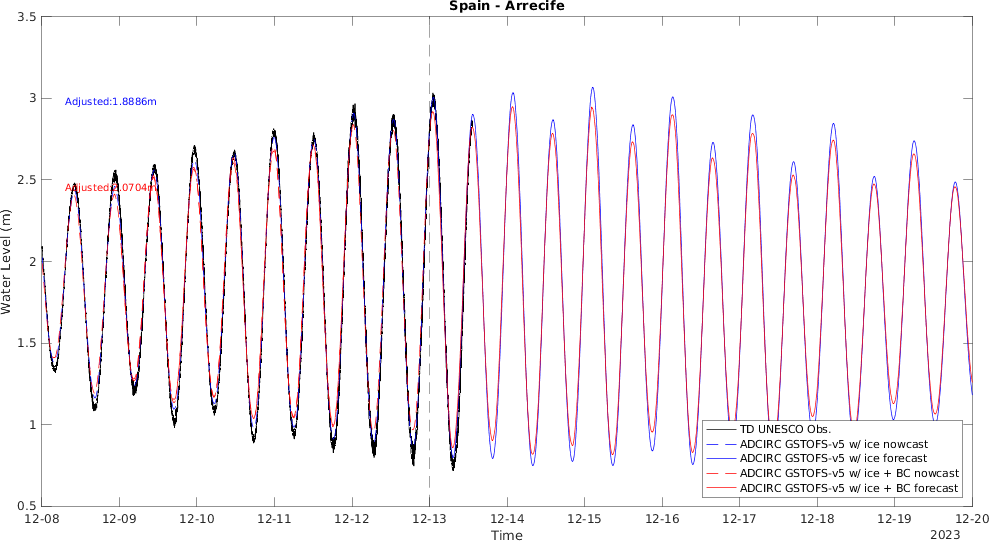 Spain - Arrecife
3.5
3
2.5
2
1.5
1
0.5
Water Level (m)
Adjusted:1.8886m
Adjusted:2.0704m
TD UNESCO Obs.
ADCIRC GSTOFS-v5 w/ ice nowcast
ADCIRC GSTOFS-v5 w/ ice forecast
ADCIRC GSTOFS-v5 w/ ice + BC nowcast
ADCIRC GSTOFS-v5 w/ ice + BC forecast
12-08 12-09 12-10 12-11 12-12 12-13 12-14 12-15 12-16 12-17 12-18 12-19 12-20
Time
2023